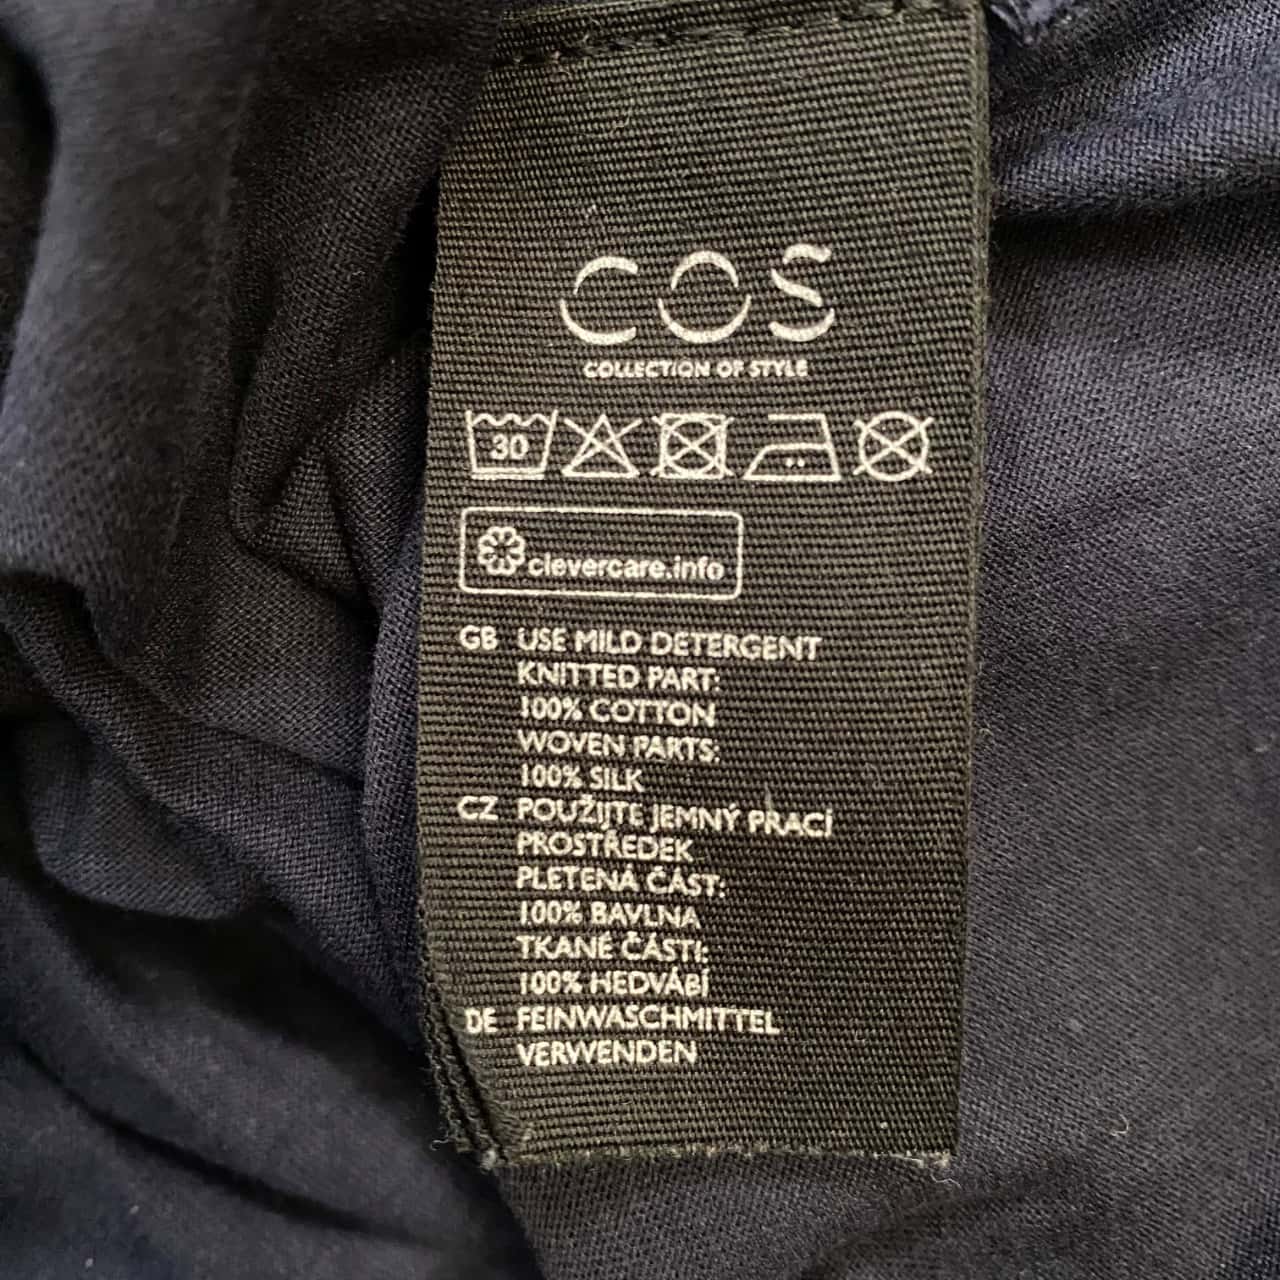 COS
COLLECTION OF STYLE
30
clevercare.info
GB USE MILD DETERGENT
KNITTED PART:
100% COTTON
WOVEN PARTS:
100% SILK
CZ POUŽIJTE JEMNÝ PRACÍ
PROSTŘEDEK
PLETENÁ ČÁST:
100% BAVLNA
TKANÉ ČÁSTI:
100% HEDVÁBÍ
DE FEINWASCHMITTEL
VERWENDEN